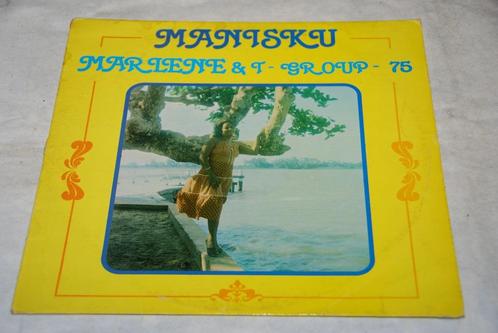 MANISKU
MARLENE & T - GROUP - 75